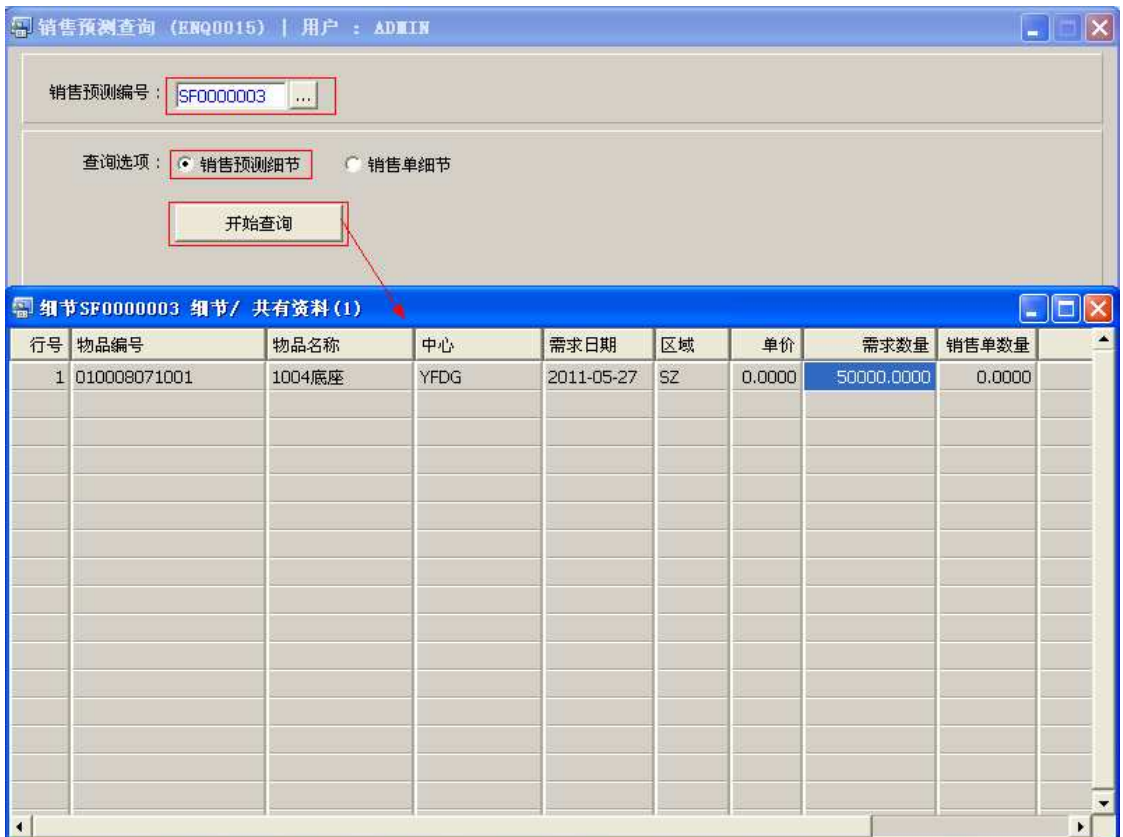 销售预测查询 (ENQ0015) | 用户 : ADMIN
销售预测编号： SF0000003 ...
查询选项： 销售预测细节 销售单细节
开始查询
细节SF0000003 细节/ 共有资料(1)
行号 物品编号 物品名称 中心 需求日期 区域 单价 需求数量 销售单数量
1 010008071001 1004底座 YFDG 2011-05-27 SZ 0.0000 50000.0000 0.0000